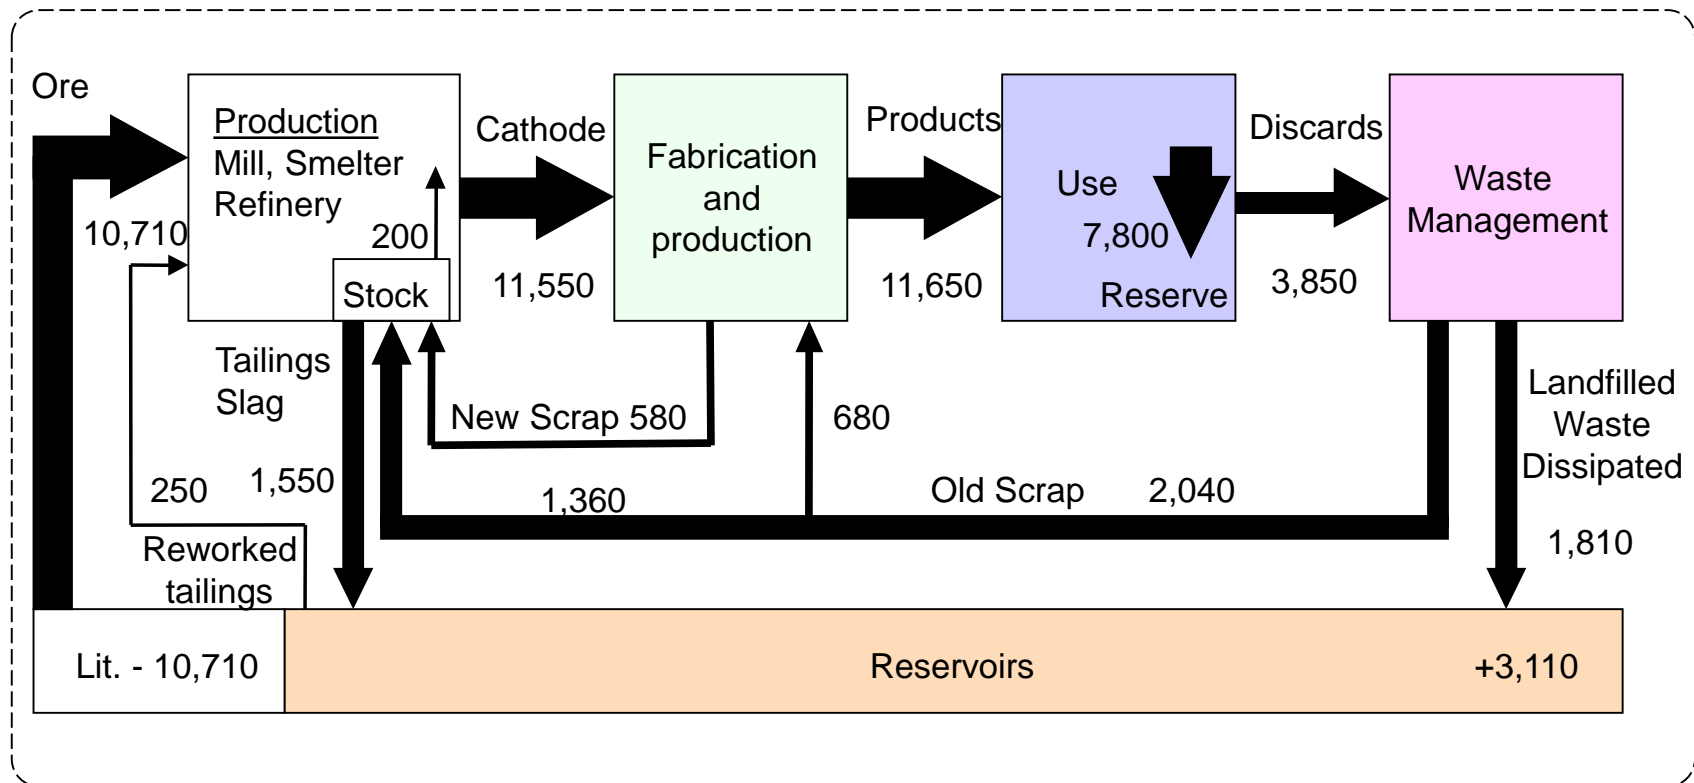 Ore
Production
Mill, Smelter
Refinery
10,710
200
Stock
Cathode
11,550
Fabrication
and
production
Products
11,650
Use
7,800
Reserve
Discards
3,850
Waste
Management
Tailings
Slag
1,550
New Scrap 580
680
250
Reworked
tailings
1,360
Old Scrap 2,040
Landfilled
Waste
Dissipated
1,810
Lit. - 10,710
Reservoirs
+3,110